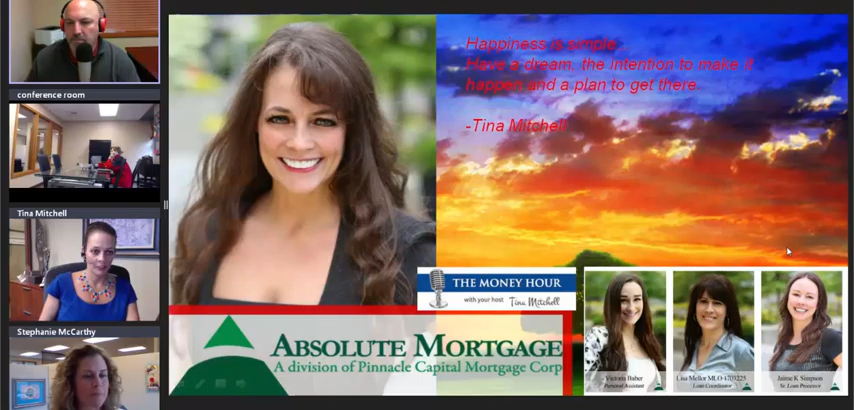 conference room
Tina Mitchell
Stephanie McCarthy
Happiness is simple...
Have a dream, the intention to make it
happen and a plan to get there.
-Tina Mitchell
THE MONEY HOUR
with your host Tina Mitchell
ABSOLUTE MORTGAGE
A division of Pinnacle Capital Mortgage Corp
Victoria Baber
Personal Assistant
Lisa Mellor MLO
Loan Coordinator
Jaime K Simpson
Sr. Loan Processor